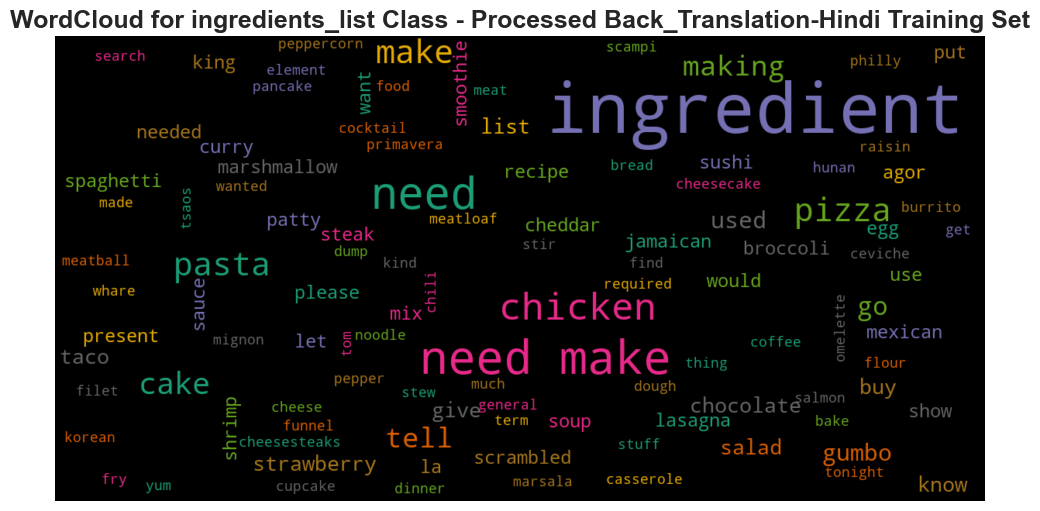 WordCloud for ingredients_list Class - Processed Back_Translation-Hindi Training Set
peppercorn make scampi put
search king smoothie making philly
element
pancake want food meat ingredient
needed cocktail list
curry primavera raisin
marshmallow recipe bread sushi hunan agor
spaghetti wanted need cheesecake
made tsaos meatloaf pizza burrito
patty cheddar used egg get
steak stir jamaican broccoli ceviche
meatball dump kind find
pasta required would use
whare sauce please chili chicken go
mix omelette
present mignon let tom noodle coffee mexican
taco need make thing flour
filet cake pepper stew much dough buy
cheese give general chocolate salmon show
shrimp funnel term soup lasagna bake
korean cheesesteaks tell stuff salad gumbo
strawberry la scrambled tonight
fry yum cupcake dinner marsala casserole know